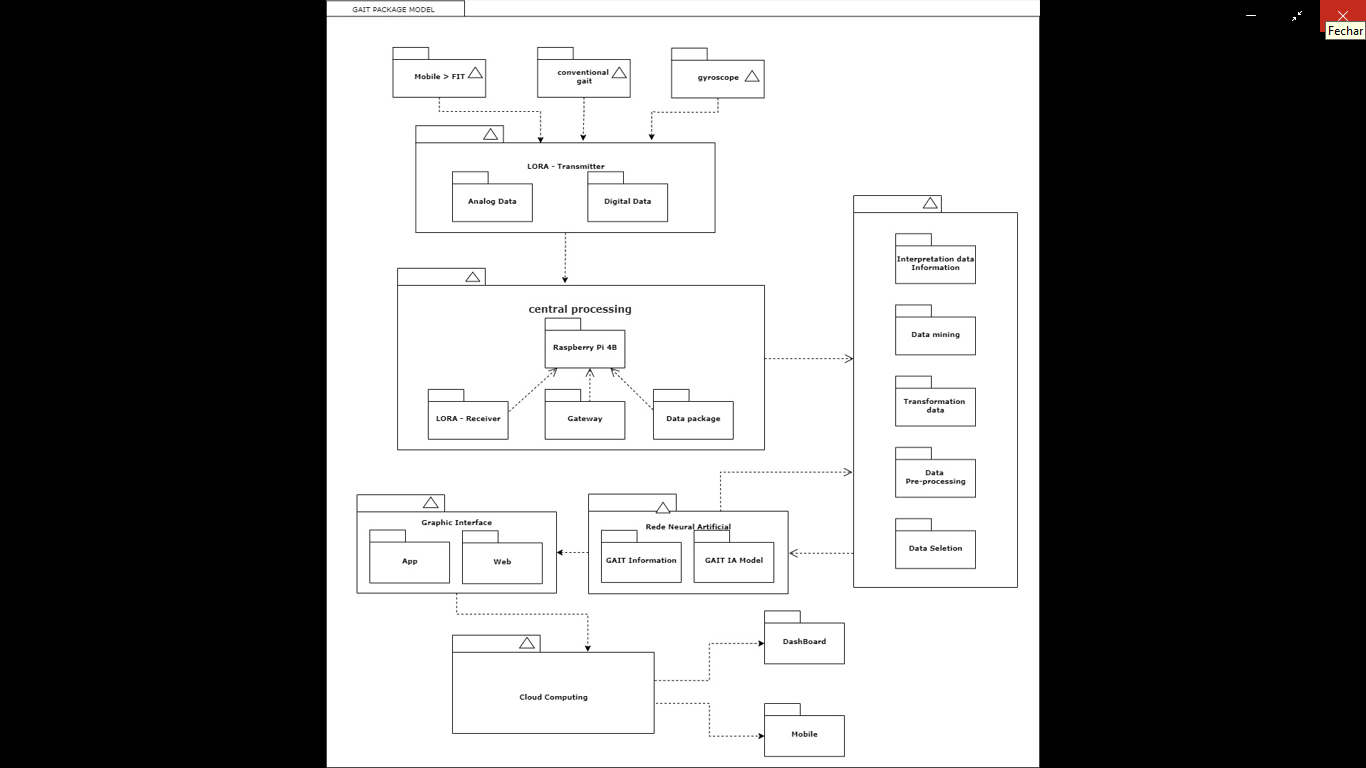 GAIT PACKAGE MODEL
Fechar
Mobile > FIT
conventional
gait
gyroscope
LORA - Transmitter
Analog Data
Digital Data
central processing
Raspberry Pi 4B
LORA - Receiver
Gateway
Data package
Interpretation data
Information
Data mining
Transformation
data
Data
Pre-processing
Data Seletion
Graphic Interface
App
Web
Rede Neural Artificial
GAIT Information
GAIT IA Model
Cloud Computing
DashBoard
Mobile